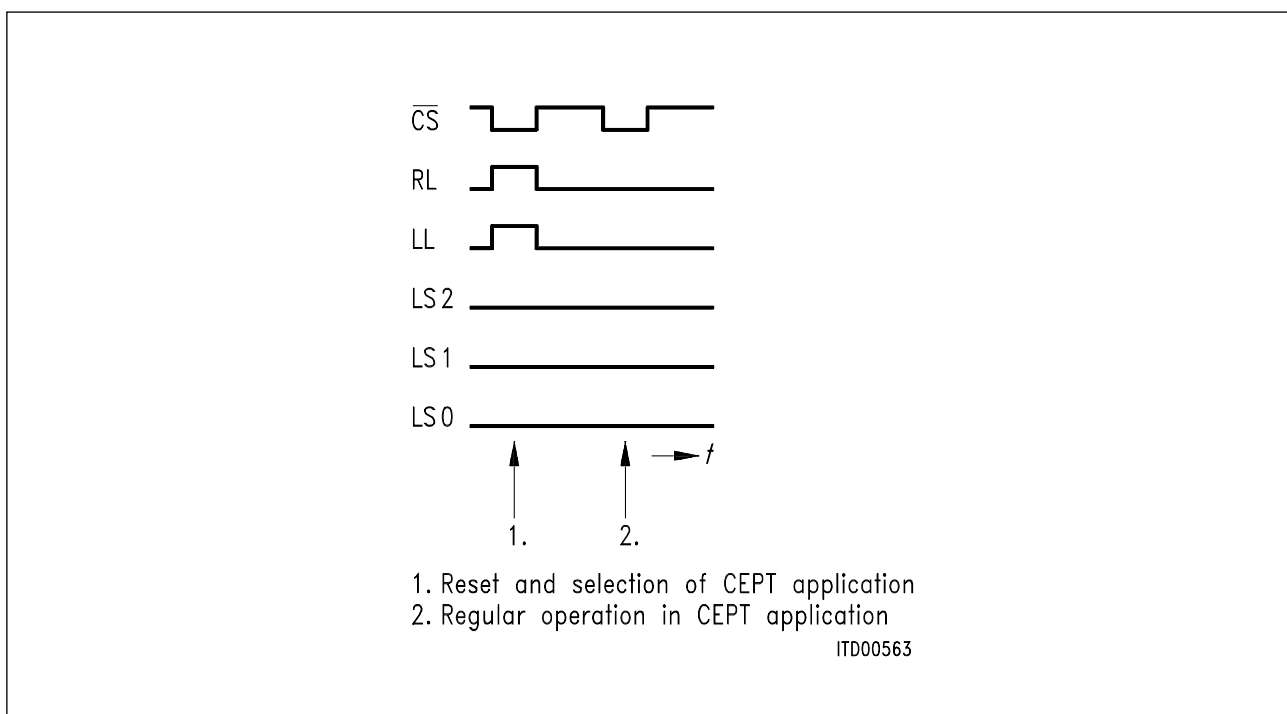 C̅S̅
RL
LL
LS2
LS1
LS0
t
1. 2.
1. Reset and selection of CEPT application
2. Regular operation in CEPT application
ITD00563